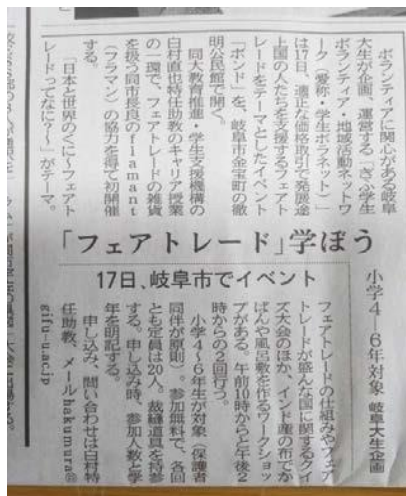 「フェアトレード」学ぼう
17日、岐阜市でイベント
小学4―6年対象 岐阜大生企画
ボランティアに関心がある岐阜
大生が企画、運営する「ぎふ学生
ボランティア・地域活動ネットワ
ーク(愛称・学生ボラネット)」
は17日、適正な価格取引で発展途
上国の人たちを支援するフェアト
レードをテーマとしたイベント
「ボンド」を、岐阜市金宝町の徹
明公民館で開く。
同大教育推進・学生支援機構の
白村直也特任助教のキャリア授業
の一環で、フェアトレードの雑貨
を扱う同市長良のflamant
(フラマン)の協力を得て初開催
する。
「日本と世界のくに~フェアト
レードってなに?~」がテーマ。
フェアトレードの仕組みやフェア
トレードが盛んな国に関するクイ
ズ大会のほか、インド産の布でか
ばんや風呂敷を作るワークショッ
プがある。午前10時からと午後2
時からの2回行う。
小学4~6年生が対象(保護者
同伴が原則)。参加無料で、各回
とも定員は20人。裁縫道具を持参
する。申し込み時、参加人数と学
年を明記する。
申し込み、問い合わせは白村特
任助教、メールhakumura@
gifu-u.ac.jp